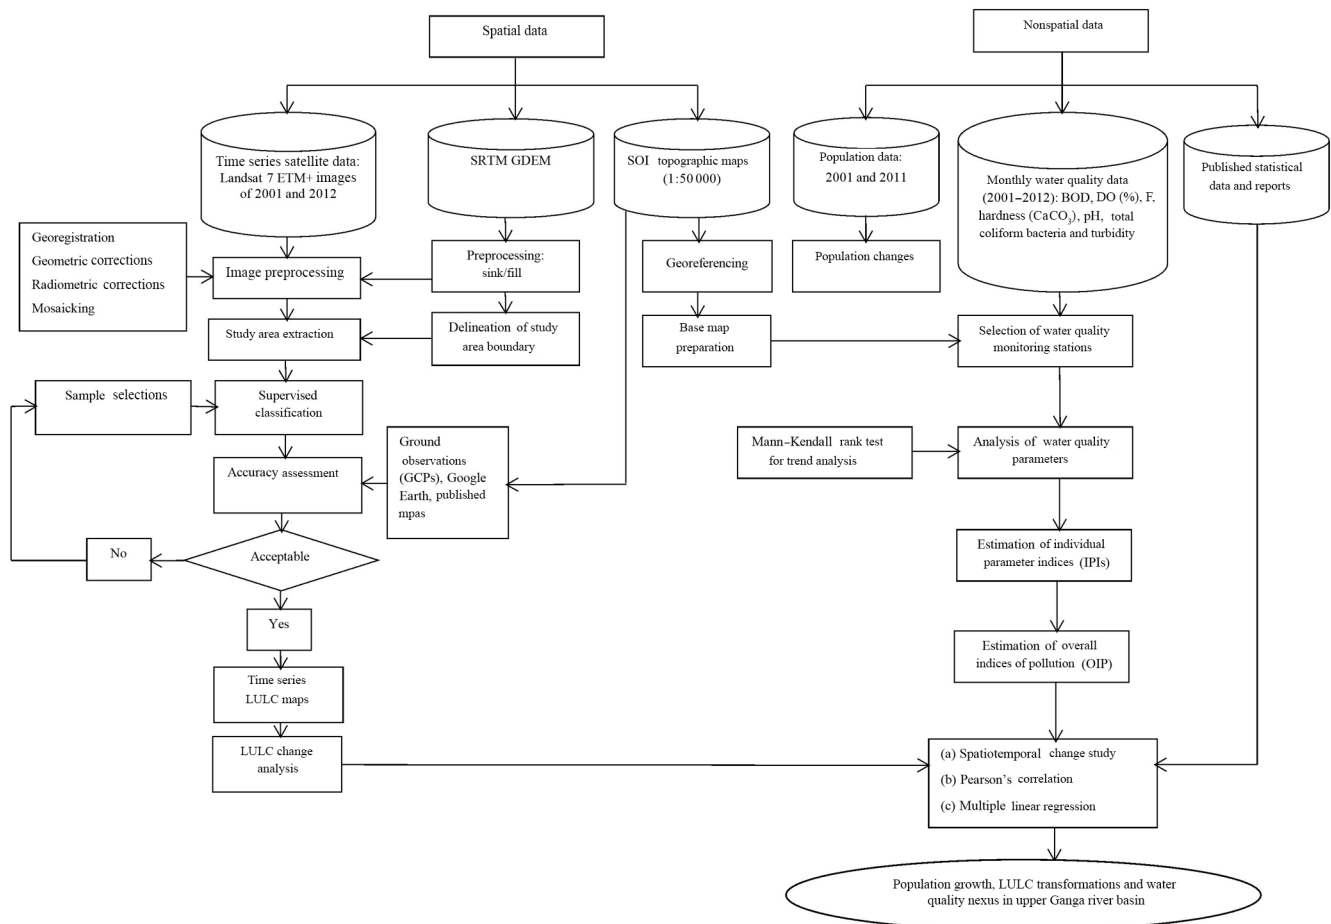 Spatial data
Nonspatial data
Time series satellite data:
Landsat 7 ETM+ images
of 2001 and 2012
SRTM GDEM
SOI topographic maps
(1:50 000)
Population data:
2001 and 2011
Monthly water quality data
(2001–2012): BOD, DO (%), F,
hardness (CaCO3), pH, total
coliform bacteria and turbidity
Published statistical
data and reports
Georegistration
Geometric corrections
Radiometric corrections
Mosaicking
Image preprocessing
Preprocessing:
sink/fill
Georeferencing
Population changes
Study area extraction
Delineation of study
area boundary
Base map
preparation
Selection of water quality
monitoring stations
Sample selections
Supervised
classification
Ground
observations
(GCPs), Google
Earth, published
mpas
Mann–Kendall rank test
for trend analysis
Analysis of water quality
parameters
Accuracy assessment
No
Acceptable
Estimation of individual
parameter indices (IPIs)
Yes
Estimation of overall
indices of pollution (OIP)
Time series
LULC maps
LULC change
analysis
(a) Spatiotemporal change study
(b) Pearson's correlation
(c) Multiple linear regression
Population growth, LULC transformations and water
quality nexus in upper Ganga river basin